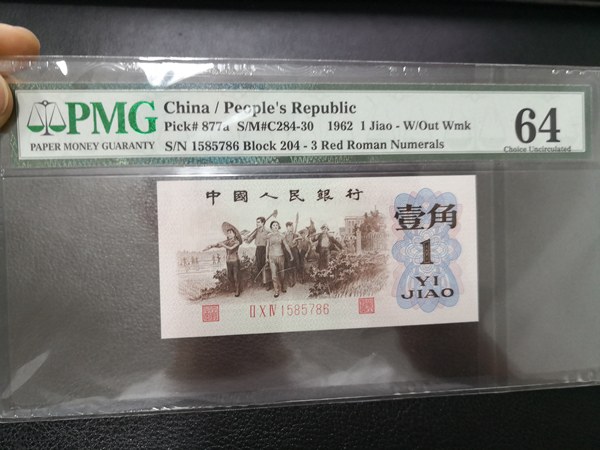 PMG
PAPER MONEY GUARANTY
China / People's Republic
Pick# 877a S/M#C284-30 1962 1 Jiao - W/Out Wmk
S/N 1585786 Block 204 - 3 Red Roman Numerals
64
Choice Uncirculated
中國人民銀行
壹角
1
YI
JIAO
II X IV 1585786